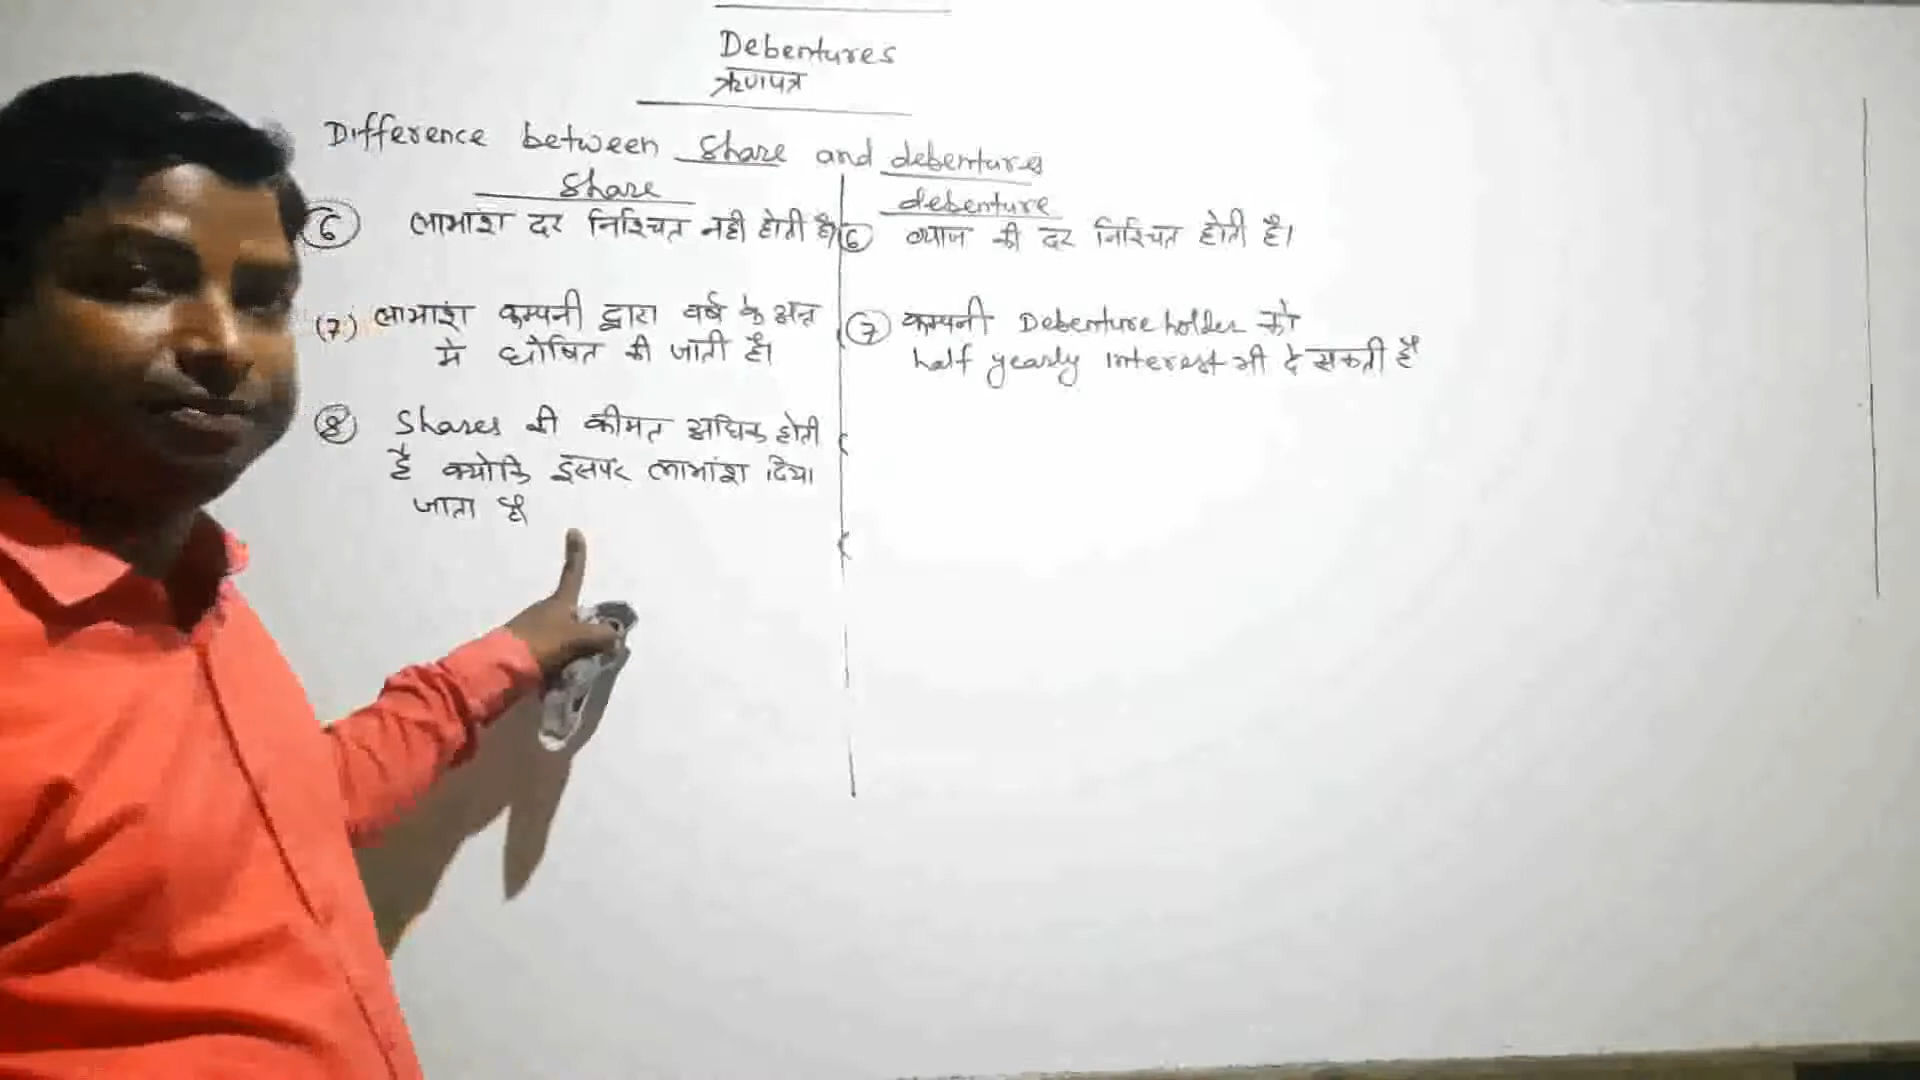 Debentures
ऋणपत्र
Difference between Share and debentures
Share
debenture
(6) लाभांश दर निश्चित नही होती है।
(6) ब्याज की दर निश्चित होती है।
(7) लाभांश कम्पनी द्वारा वर्ष के अन्त
मे घोषित की जाती है।
(7) कम्पनी Debenture holder को
half yearly interest भी दे सकती है
(8) Shares की कीमत अधिक होती
है क्योकि इसपर लाभांश दिया
जाता है